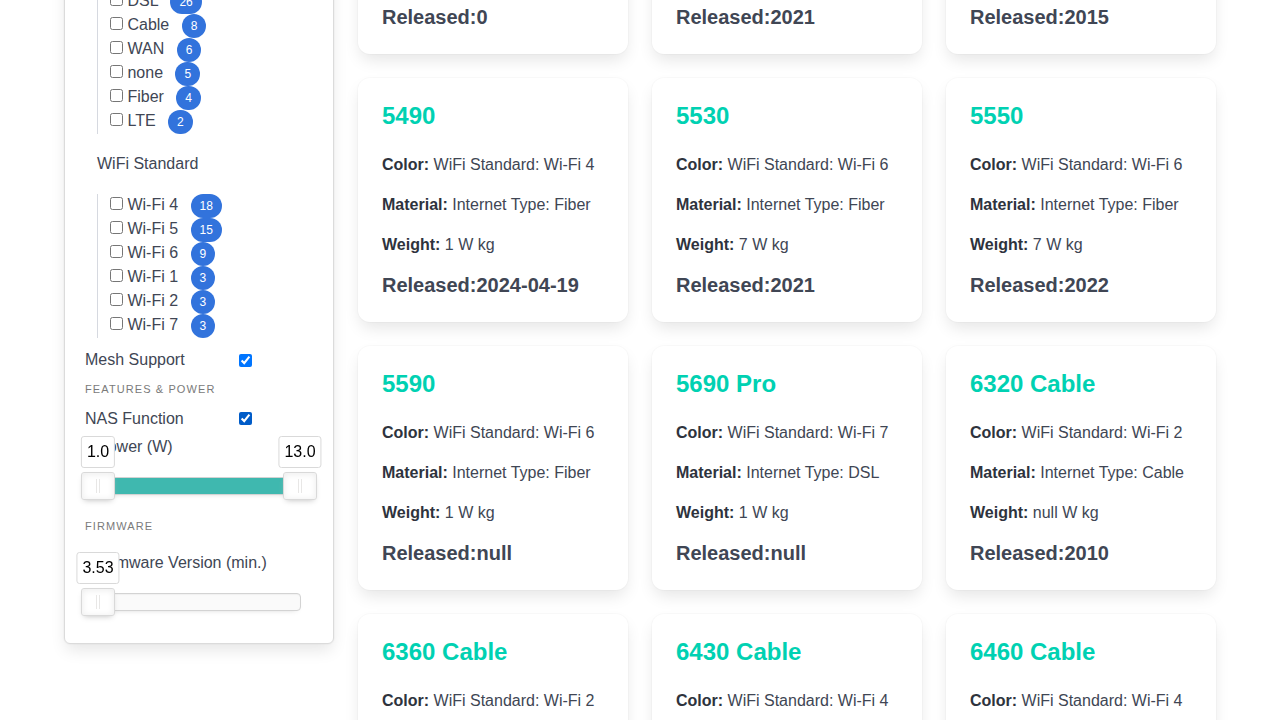 DSL 26
Cable 8
WAN 6
none 5
Fiber 4
LTE 2
WiFi Standard
Wi-Fi 4 18
Wi-Fi 5 15
Wi-Fi 6 9
Wi-Fi 1 3
Wi-Fi 2 3
Wi-Fi 7 3
Mesh Support
FEATURES & POWER
NAS Function
ower (W)
1.0 13.0
FIRMWARE
mware Version (min.)
3.53
Released:0
Released:2021
Released:2015
5490
Color: WiFi Standard: Wi-Fi 4
Material: Internet Type: Fiber
Weight: 1 W kg
Released:2024-04-19
5530
Color: WiFi Standard: Wi-Fi 6
Material: Internet Type: Fiber
Weight: 7 W kg
Released:2021
5550
Color: WiFi Standard: Wi-Fi 6
Material: Internet Type: Fiber
Weight: 7 W kg
Released:2022
5590
Color: WiFi Standard: Wi-Fi 6
Material: Internet Type: Fiber
Weight: 1 W kg
Released:null
5690 Pro
Color: WiFi Standard: Wi-Fi 7
Material: Internet Type: DSL
Weight: 1 W kg
Released:null
6320 Cable
Color: WiFi Standard: Wi-Fi 2
Material: Internet Type: Cable
Weight: null W kg
Released:2010
6360 Cable
Color: WiFi Standard: Wi-Fi 2
6430 Cable
Color: WiFi Standard: Wi-Fi 4
6460 Cable
Color: WiFi Standard: Wi-Fi 4